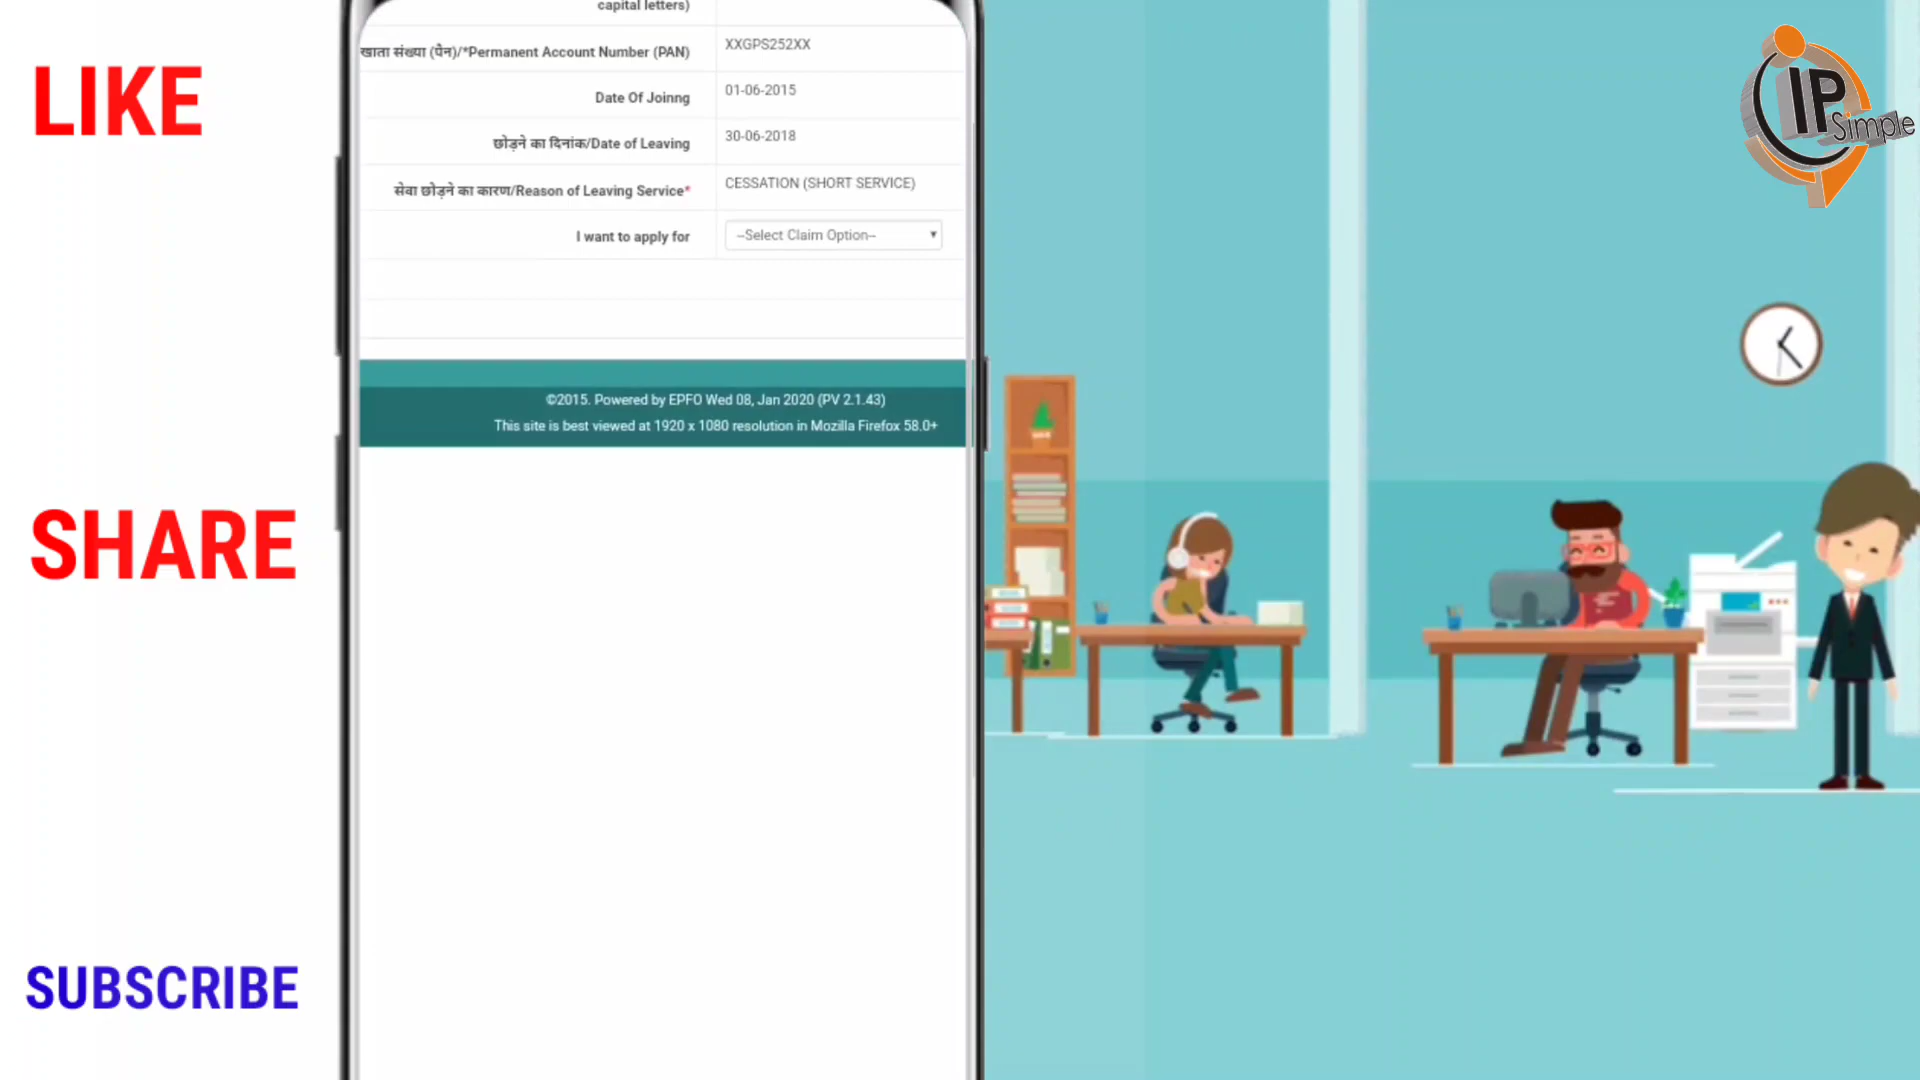 LIKE
SHARE
SUBSCRIBE
capital letters)
खाता संख्या (पैन)/*Permanent Account Number (PAN) XXGPS252XX
Date Of Joinng 01-06-2015
छोड़ने का दिनांक/Date of Leaving 30-06-2018
सेवा छोड़ने का कारण/Reason of Leaving Service* CESSATION (SHORT SERVICE)
I want to apply for --Select Claim Option--
©2015. Powered by EPFO Wed 08, Jan 2020 (PV 2.1.43)
This site is best viewed at 1920 x 1080 resolution in Mozilla Firefox 58.0+
IP
Simple